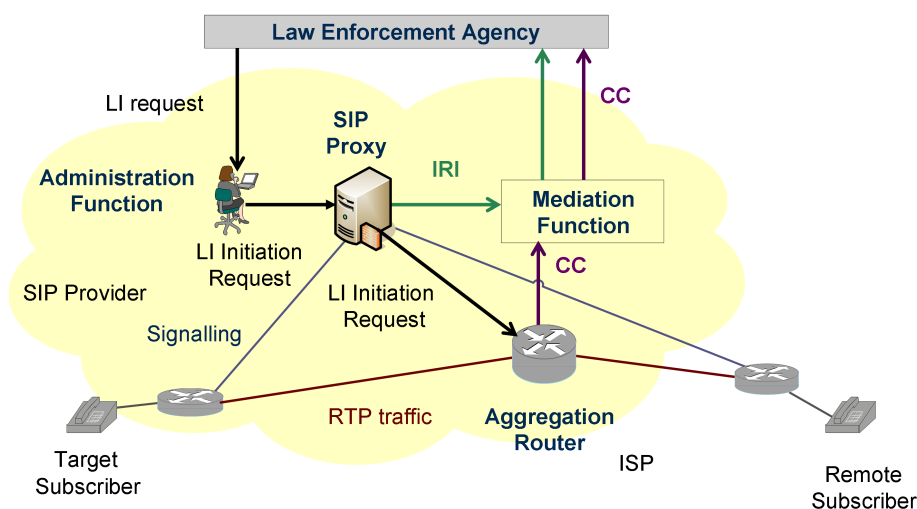 Law Enforcement Agency
LI request
CC
SIP
Proxy
IRI
Administration
Function
Mediation
Function
LI Initiation
Request
CC
SIP Provider
LI Initiation
Request
Signalling
RTP traffic
Aggregation
Router
Target
Subscriber
ISP
Remote
Subscriber